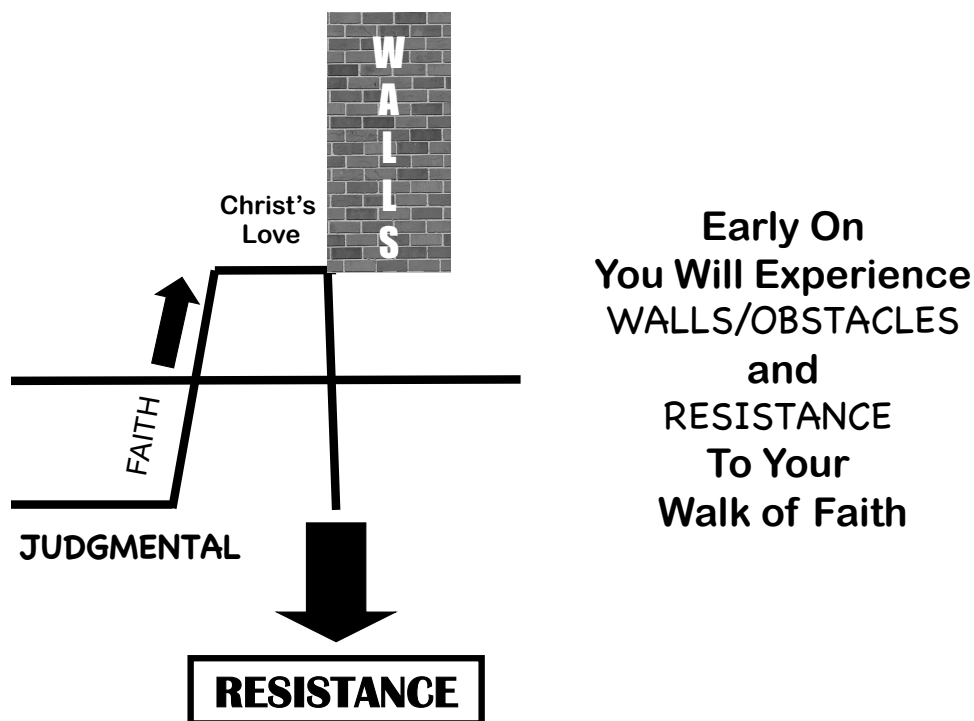 WALLS
Christ's
Love
FAITH
JUDGMENTAL
RESISTANCE
Early On
You Will Experience
WALLS/OBSTACLES
and
RESISTANCE
To Your
Walk of Faith